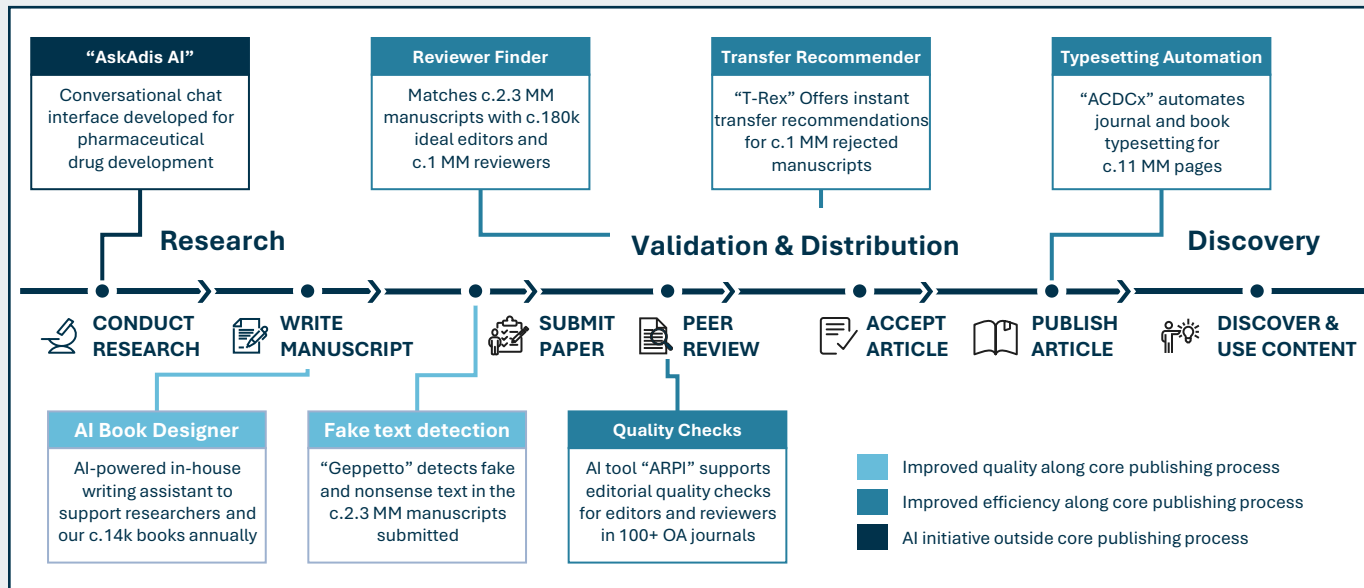 “AskAdis AI”
Conversational chat
interface developed for
pharmaceutical
drug development
Reviewer Finder
Matches c.2.3 MM
manuscripts with c.180k
ideal editors and
c.1 MM reviewers
Transfer Recommender
“T-Rex” Offers instant
transfer recommendations
for c.1 MM rejected
manuscripts
Typesetting Automation
“ACDCx” automates
journal and book
typesetting for
c.11 MM pages
Research
Validation & Distribution
Discovery
CONDUCT
RESEARCH
WRITE
MANUSCRIPT
SUBMIT
PAPER
PEER
REVIEW
ACCEPT
ARTICLE
PUBLISH
ARTICLE
DISCOVER &
USE CONTENT
AI Book Designer
AI-powered in-house
writing assistant to
support researchers and
our c.14k books annually
Fake text detection
“Geppetto” detects fake
and nonsense text in the
c.2.3 MM manuscripts
submitted
Quality Checks
AI tool “ARPI” supports
editorial quality checks
for editors and reviewers
in 100+ OA journals
Improved quality along core publishing process
Improved efficiency along core publishing process
AI initiative outside core publishing process